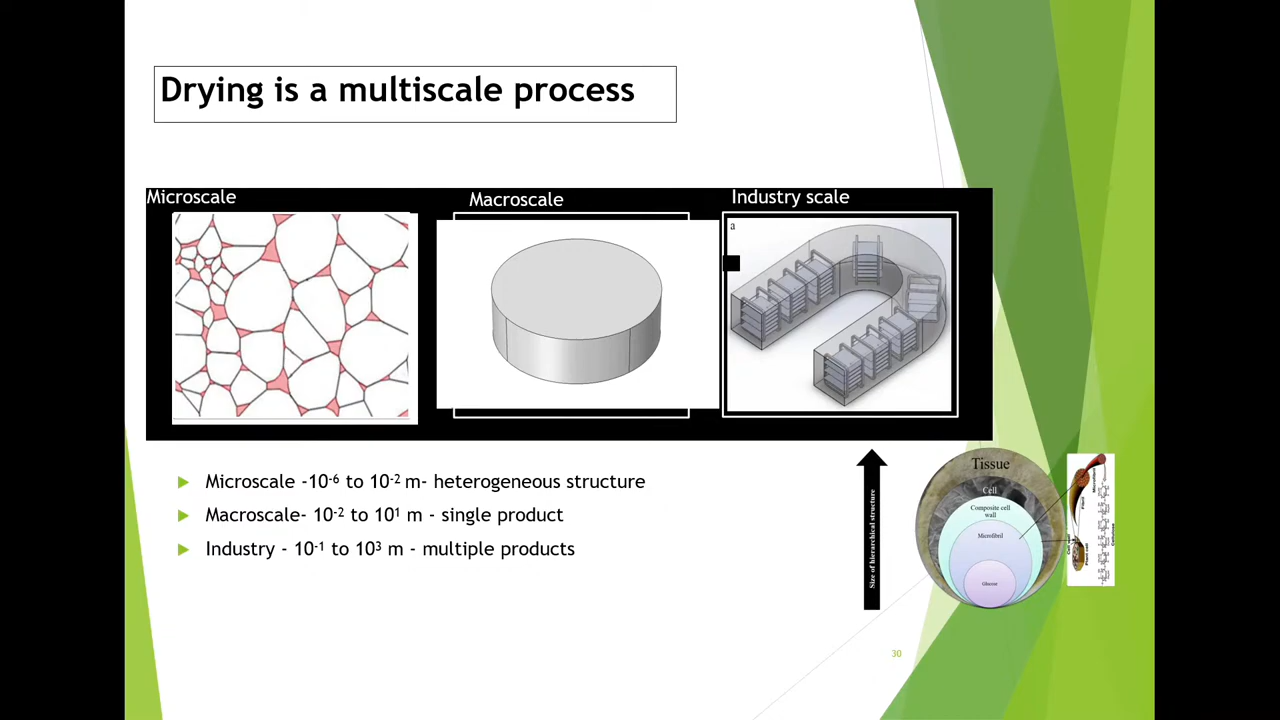 Drying is a multiscale process
Microscale
Macroscale
Industry scale
a
Microscale -10⁻⁶ to 10⁻² m- heterogeneous structure
Macroscale- 10⁻² to 10¹ m - single product
Industry - 10⁻¹ to 10³ m - multiple products
Size of hierarchical structure
Tissue
Cell
Composite cell
wall
Microfibril
Glucose
30